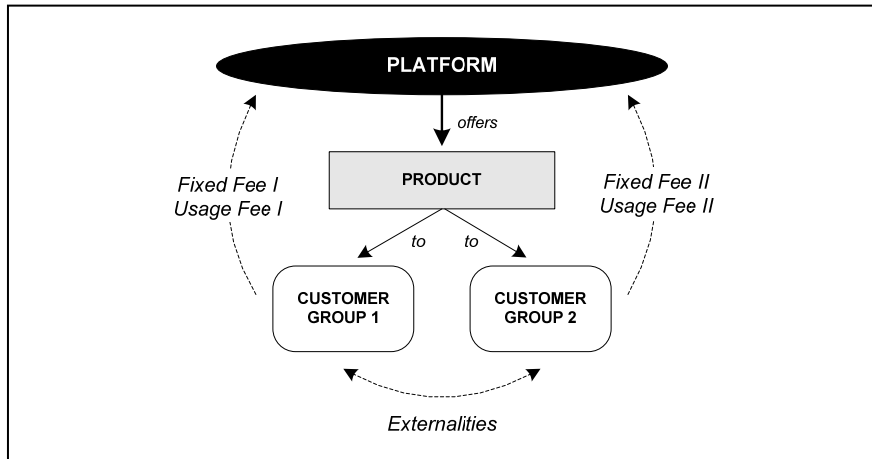 PLATFORM
offers
PRODUCT
Fixed Fee I
Usage Fee I
Fixed Fee II
Usage Fee II
to
to
CUSTOMER
GROUP 1
CUSTOMER
GROUP 2
Externalities